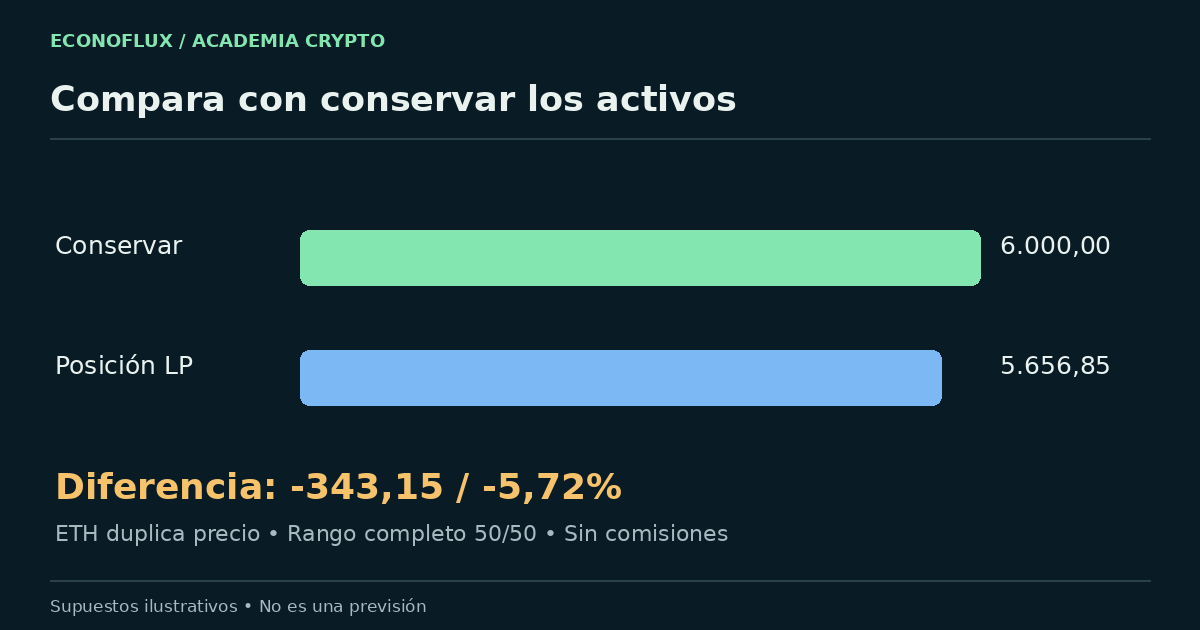 ECONOFLUX / ACADEMIA CRYPTO
Compara con conservar los activos
Conservar 6.000,00
Posición LP 5.656,85
Diferencia: -343,15 / -5,72%
ETH duplica precio • Rango completo 50/50 • Sin comisiones
Supuestos ilustrativos • No es una previsión